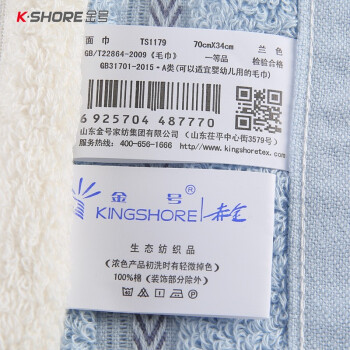 K·SHORE 金号
面 巾 TS1179 70cmX34cm 兰 色
GB/T22864-2009《毛巾》 一等品 检验合格
GB31701-2015·A类(可以适宜婴幼儿用的毛巾)
6 925704 487770
山东金号家纺集团有限公司 (山东茌平中心街3579号)
服务热线：400-656-1666 http://www.kingshoretex.com
金号®
KINGSHORE
生 态 纺 织 品
(浓色产品初洗时有轻微掉色)
100%棉 (装饰部分除外)